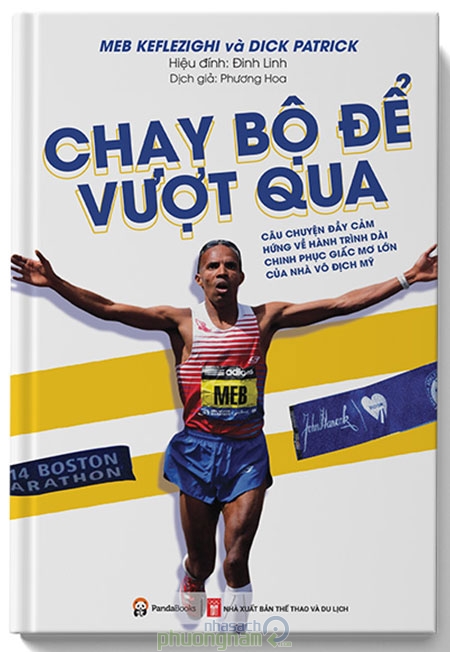 MEB KEFLEZIGHI và DICK PATRICK
Hiệu đính: Đinh Linh
Dịch giả: Phương Hoa
CHẠY BỘ ĐỂ
VƯỢT QUA
CÂU CHUYỆN ĐẦY CẢM
HỨNG VỀ HÀNH TRÌNH DÀI
CHINH PHỤC GIẤC MƠ LỚN
CỦA NHÀ VÔ ĐỊCH MỸ
adidas
MEB
John Hancock
14 BOSTON
ARATHON
PandaBooks
NHÀ XUẤT BẢN THỂ THAO VÀ DU LỊCH
nhasach
phuongnam